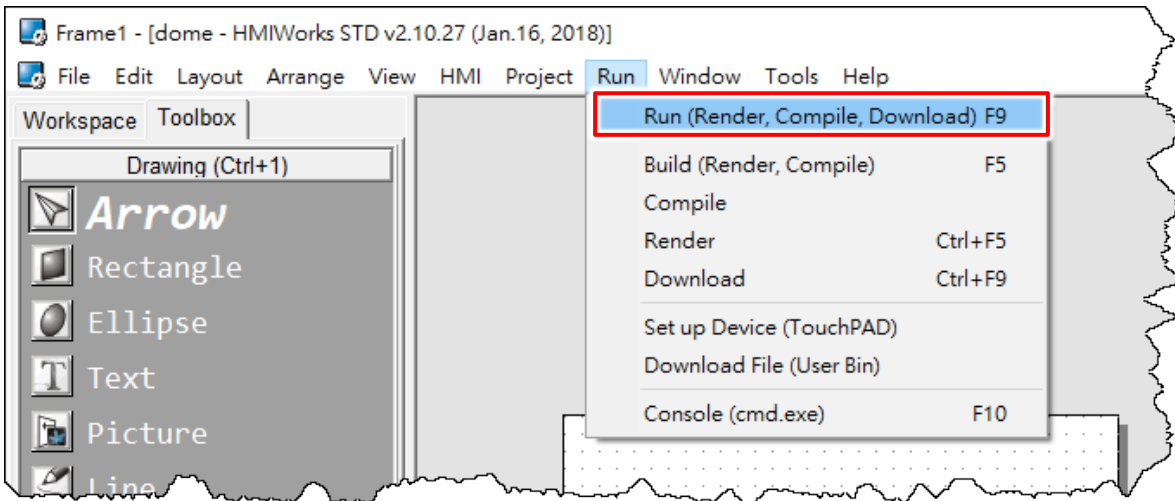 Frame1 - [dome - HMIWorks STD v2.10.27 (Jan.16, 2018)]
File Edit Layout Arrange View HMI Project Run Window Tools Help
Workspace Toolbox
Drawing (Ctrl+1)
Arrow
Rectangle
Ellipse
Text
Picture
Line
Run (Render, Compile, Download) F9
Build (Render, Compile) F5
Compile
Render Ctrl+F5
Download Ctrl+F9
Set up Device (TouchPAD)
Download File (User Bin)
Console (cmd.exe) F10